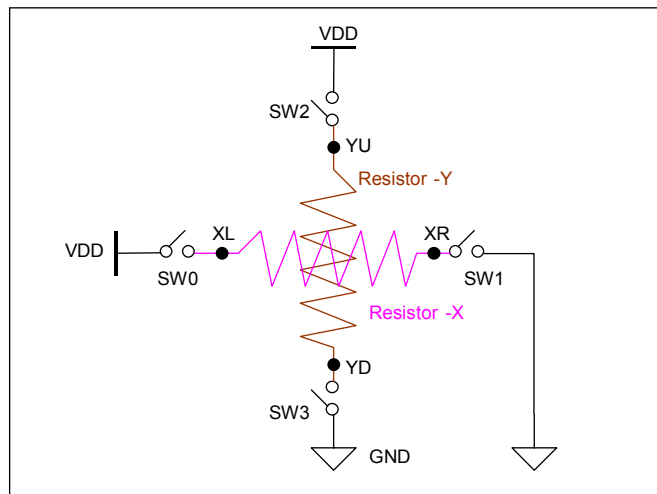 VDD
SW2
YU
Resistor -Y
XL
XR
VDD
SW0
SW1
Resistor -X
YD
SW3
GND